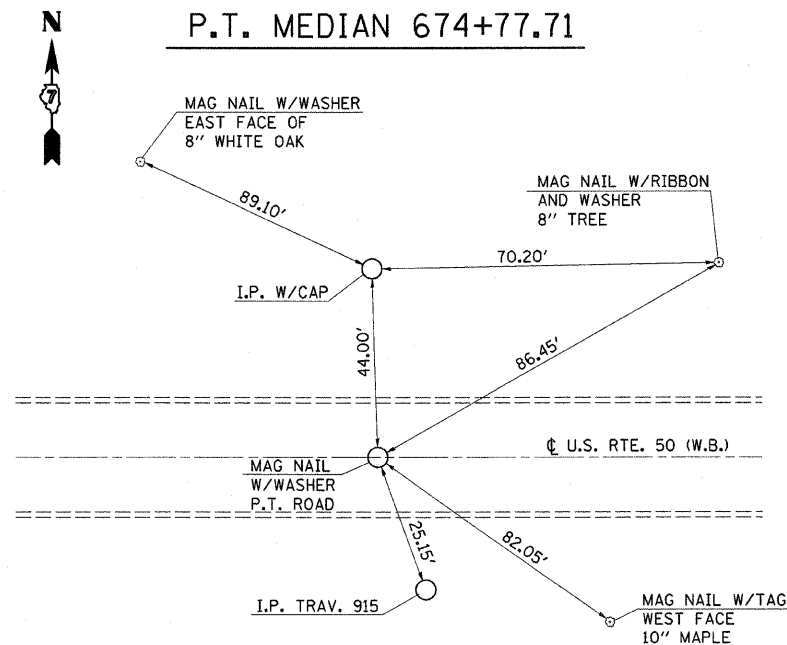 N
P.T. MEDIAN 674+77.71
7
MAG NAIL W/WASHER
EAST FACE OF
8" WHITE OAK
MAG NAIL W/RIBBON
AND WASHER
8" TREE
89.10'
70.20'
I.P. W/CAP
44.00'
86.45'
℄ U.S. RTE. 50 (W.B.)
MAG NAIL
W/WASHER
P.T. ROAD
25.15'
82.05'
I.P. TRAV. 915
MAG NAIL W/TAG
WEST FACE
10" MAPLE